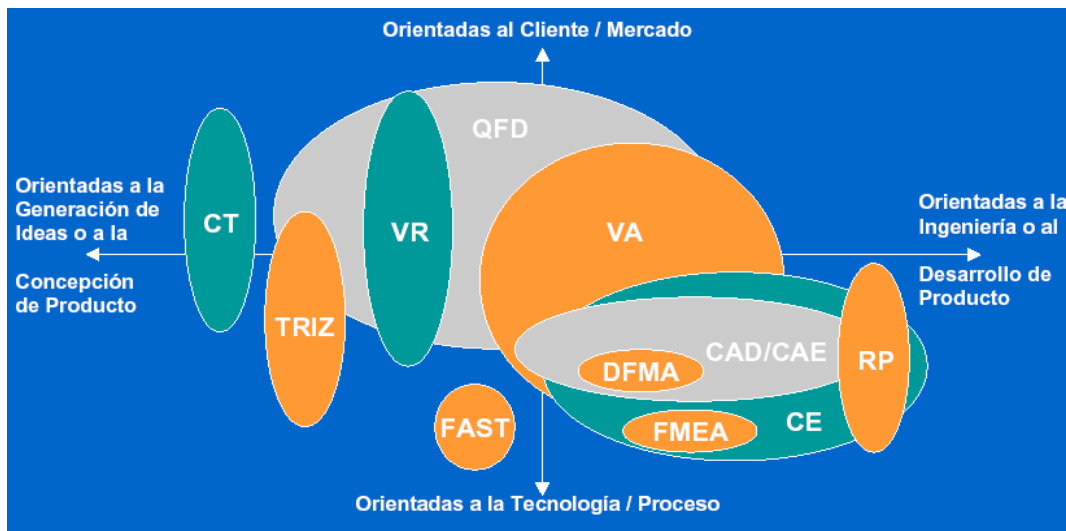 Orientadas al Cliente / Mercado
QFD
Orientadas a la
Generación de
Ideas o a la
Concepción
de Producto
CT
VR
VA
Orientadas a la
Ingeniería o al
Desarrollo de
Producto
TRIZ
CAD/CAE
RP
DFMA
FAST
FMEA
CE
Orientadas a la Tecnología / Proceso